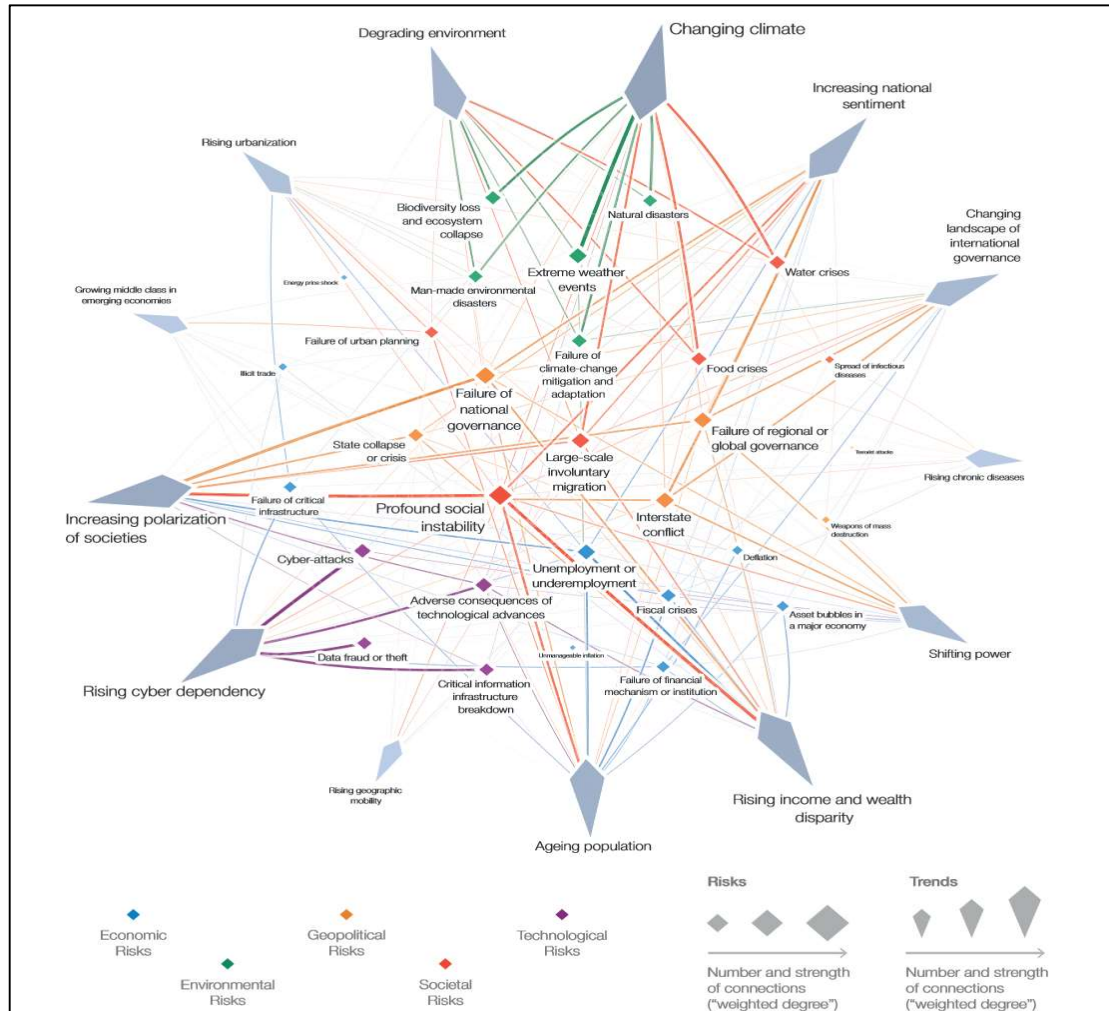 Degrading environment
Changing climate
Increasing national
sentiment
Rising urbanization
Biodiversity loss
and ecosystem
collapse
Natural disasters
Changing
landscape of
international
governance
Extreme weather
events
Water crises
Energy price shock
Man-made environmental
disasters
Growing middle class in
emerging economies
Failure of urban planning
Failure of
climate-change
mitigation and
adaptation
Food crises
Spread of infectious
diseases
Illicit trade
Failure of
national
governance
State collapse
or crisis
Large-scale
involuntary
migration
Failure of regional or
global governance
Terrorist attacks
Rising chronic diseases
Increasing polarization
of societies
Failure of critical
infrastructure
Profound social
instability
Interstate
conflict
Weapons of mass
destruction
Cyber-attacks
Unemployment or
underemployment
Deflation
Adverse consequences of
technological advances
Fiscal crises
Asset bubbles in
a major economy
Shifting power
Data fraud or theft
Unmanageable inflation
Rising cyber dependency
Critical information
infrastructure
breakdown
Failure of financial
mechanism or institution
Rising geographic
mobility
Rising income and wealth
disparity
Ageing population
Economic
Risks
Geopolitical
Risks
Technological
Risks
Environmental
Risks
Societal
Risks
Risks
Number and strength
of connections
("weighted degree")
Trends
Number and strength
of connections
("weighted degree")